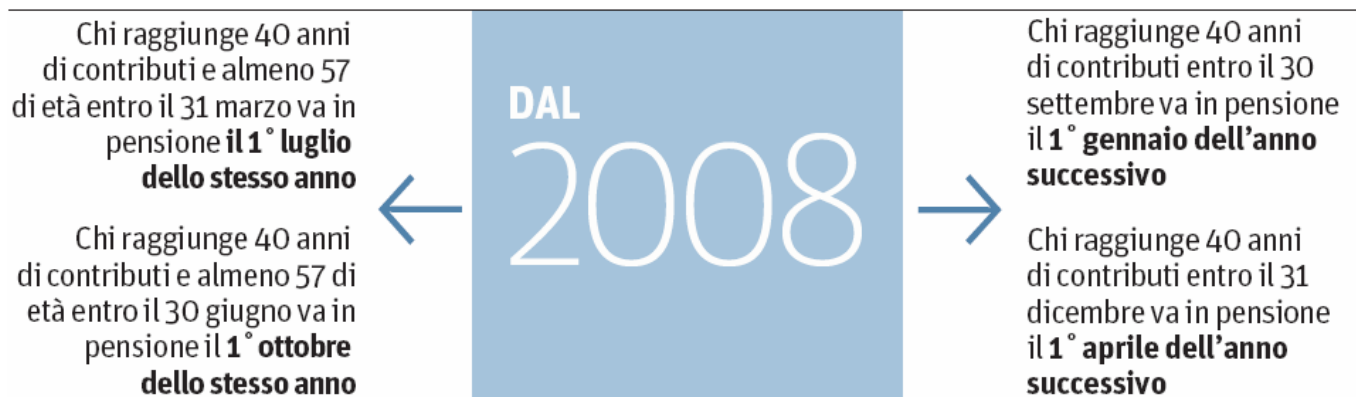 Chi raggiunge 40 anni
di contributi e almeno 57
di età entro il 31 marzo va in
pensione il 1° luglio
dello stesso anno
Chi raggiunge 40 anni
di contributi e almeno 57 di
età entro il 30 giugno va in
pensione il 1° ottobre
dello stesso anno
DAL
2008
Chi raggiunge 40 anni
di contributi entro il 30
settembre va in pensione
il 1° gennaio dell'anno
successivo
Chi raggiunge 40 anni
di contributi entro il 31
dicembre va in pensione
il 1° aprile dell'anno
successivo